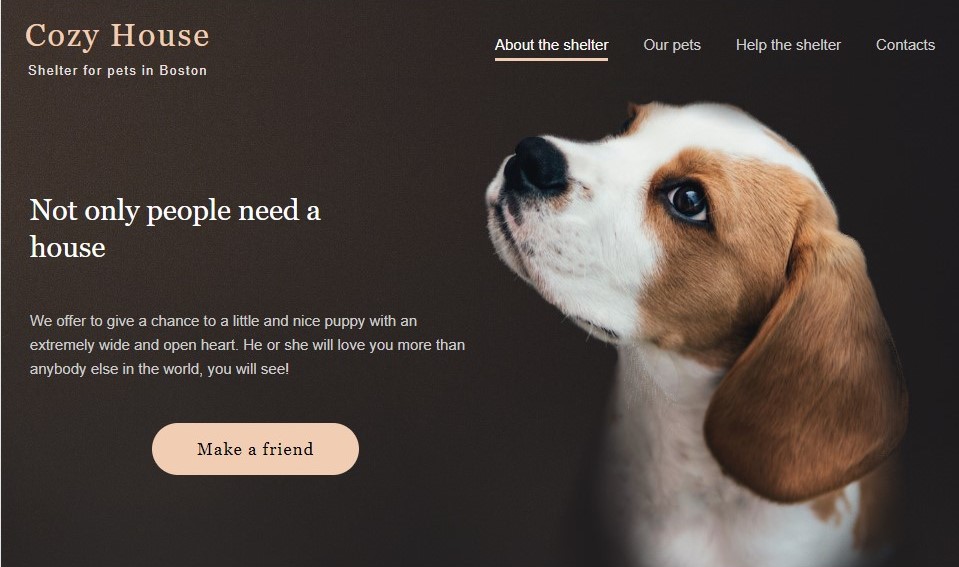 Cozy House
Shelter for pets in Boston
About the shelter
Our pets
Help the shelter
Contacts
Not only people need a
house
We offer to give a chance to a little and nice puppy with an
extremely wide and open heart. He or she will love you more than
anybody else in the world, you will see!
Make a friend